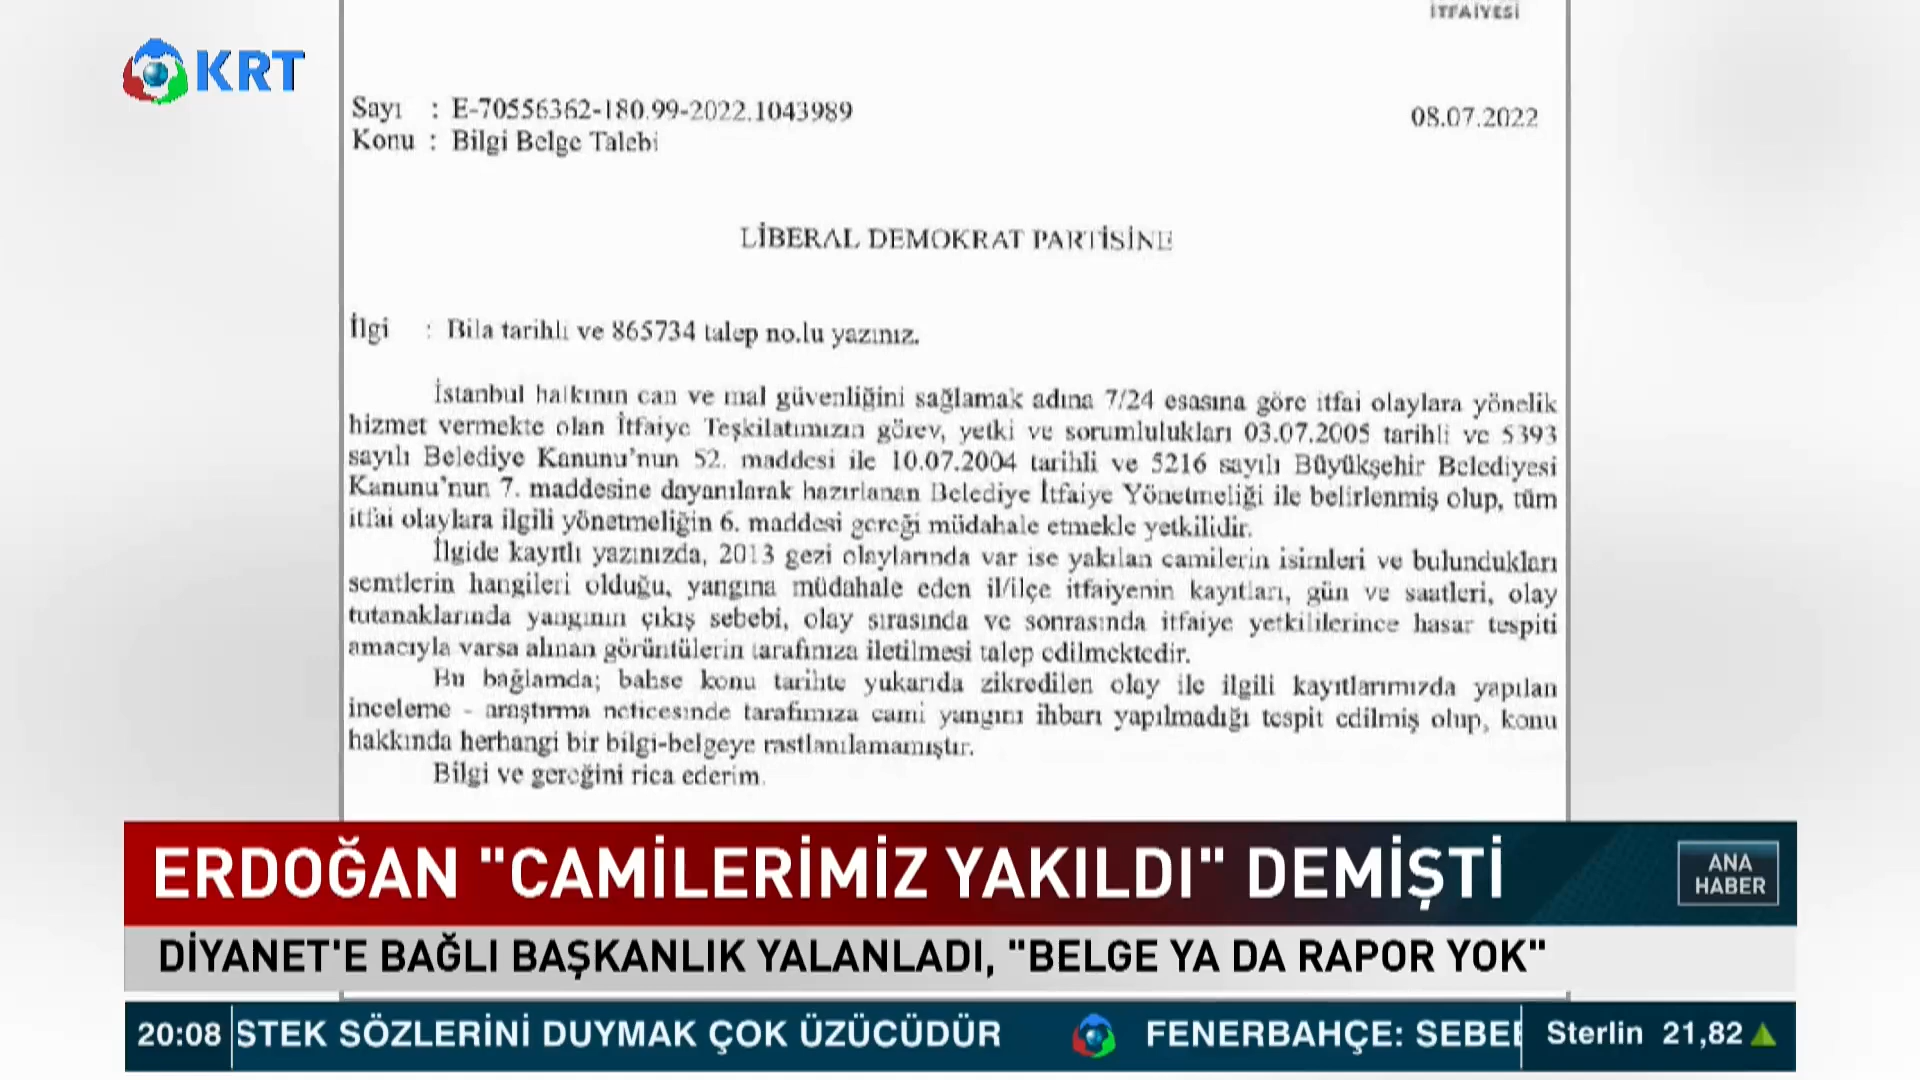 İTFAİYESİ
KRT
Sayı : E-70556362-180.99-2022.1043989
08.07.2022
Konu : Bilgi Belge Talebi
LİBERAL DEMOKRAT PARTİSİNE
İlgi : Bila tarihli ve 865734 talep no.lu yazınız.
İstanbul halkının can ve mal güvenliğini sağlamak adına 7/24 esasına göre itfai olaylara yönelik
hizmet vermekte olan İtfaiye Teşkilatımızın görev, yetki ve sorumlulukları 03.07.2005 tarihli ve 5393
sayılı Belediye Kanunu'nun 52. maddesi ile 10.07.2004 tarihli ve 5216 sayılı Büyükşehir Belediyesi
Kanunu'nun 7. maddesine dayanılarak hazırlanan Belediye İtfaiye Yönetmeliği ile belirlenmiş olup, tüm
itfai olaylara ilgili yönetmeliğin 6. maddesi gereği müdahale etmekle yetkilidir.
İlgide kayıtlı yazınızda, 2013 gezi olaylarında var ise yakılan camilerin isimleri ve bulundukları
semtlerin hangileri olduğu, yangına müdahale eden il/ilçe itfaiyenin kayıtları, gün ve saatleri, olay
tutanaklarında yangının çıkış sebebi, olay sırasında ve sonrasında itfaiye yetkililerince hasar tespiti
amacıyla varsa alınan görüntülerin tarafınıza iletilmesi talep edilmektedir.
Bu bağlamda; bahse konu tarihte yukarıda zikredilen olay ile ilgili kayıtlarımızda yapılan
inceleme - araştırma neticesinde tarafımıza cami yangını ihbarı yapılmadığı tespit edilmiş olup, konu
hakkında herhangi bir bilgi-belgeye rastlanılamamıştır.
Bilgi ve gereğini rica ederim.
ERDOĞAN "CAMİLERİMİZ YAKILDI" DEMİŞTİ
ANA
HABER
DİYANET'E BAĞLI BAŞKANLIK YALANLADI, "BELGE YA DA RAPOR YOK"
20:08 STEK SÖZLERİNİ DUYMAK ÇOK ÜZÜCÜDÜR FENERBAHÇE: SEBEB Sterlin 21,82